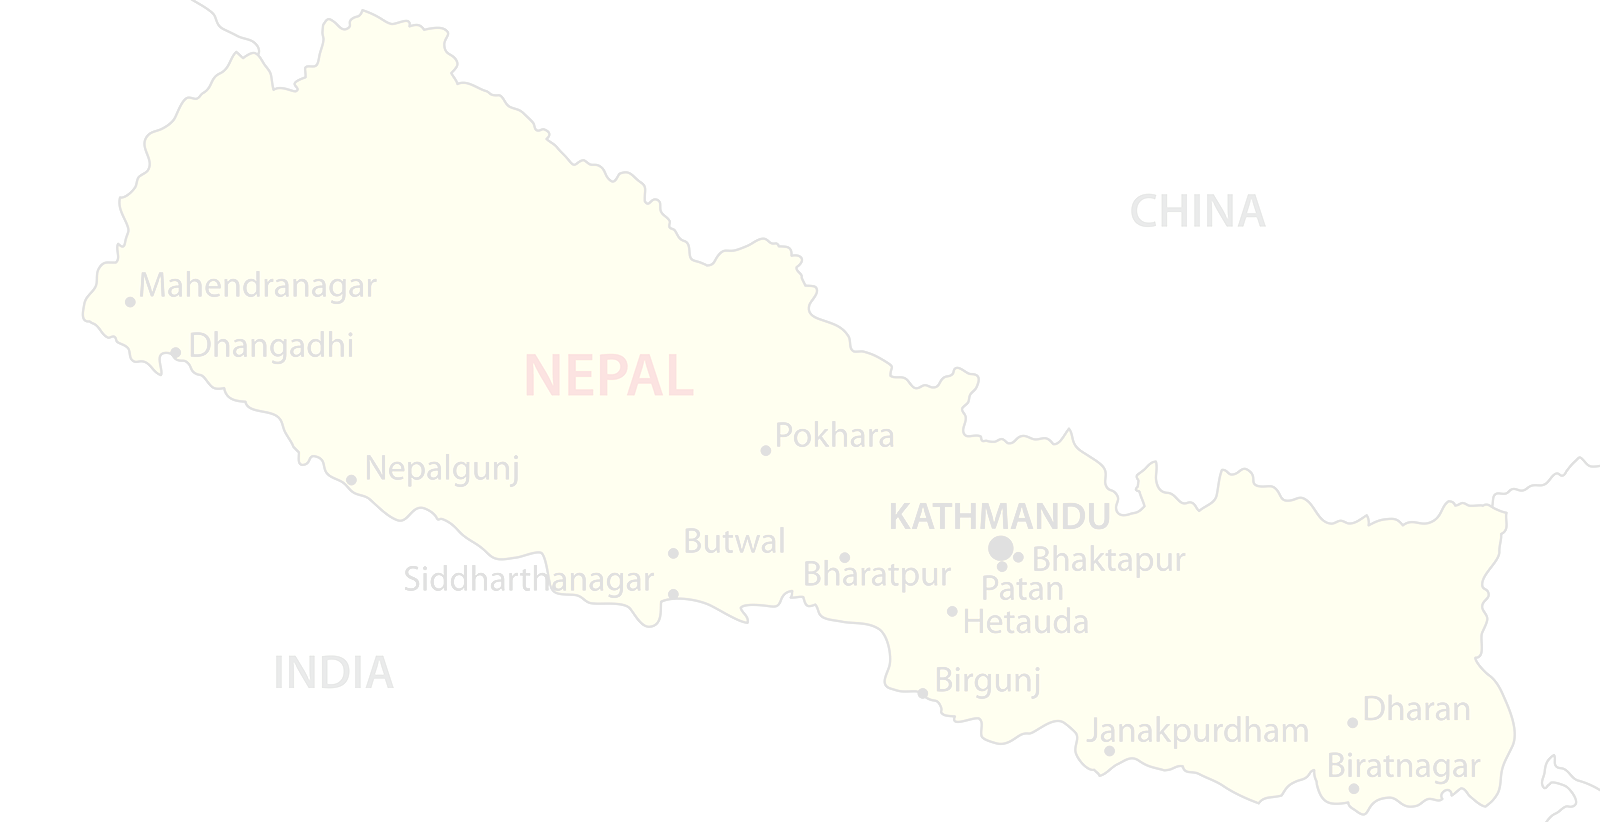 CHINA
Mahendranagar
Dhangadhi
NEPAL
Pokhara
Nepalgunj
KATHMANDU
Butwal
Bhaktapur
Siddharthanagar
Bharatpur
Patan
Hetauda
INDIA
Birgunj
Dharan
Janakpurdham
Biratnagar